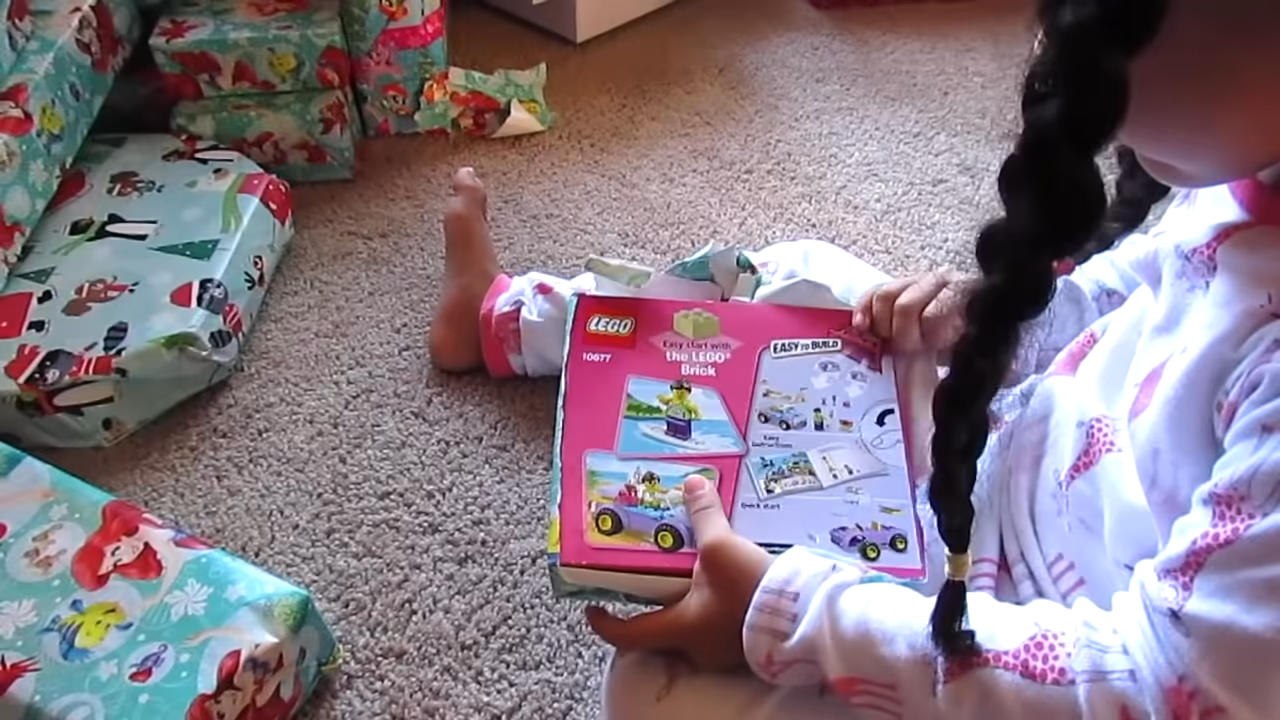 LEGO
10677
Easy start with
the LEGO®
Brick
EASY TO BUILD
Easy
instructions
Quick start